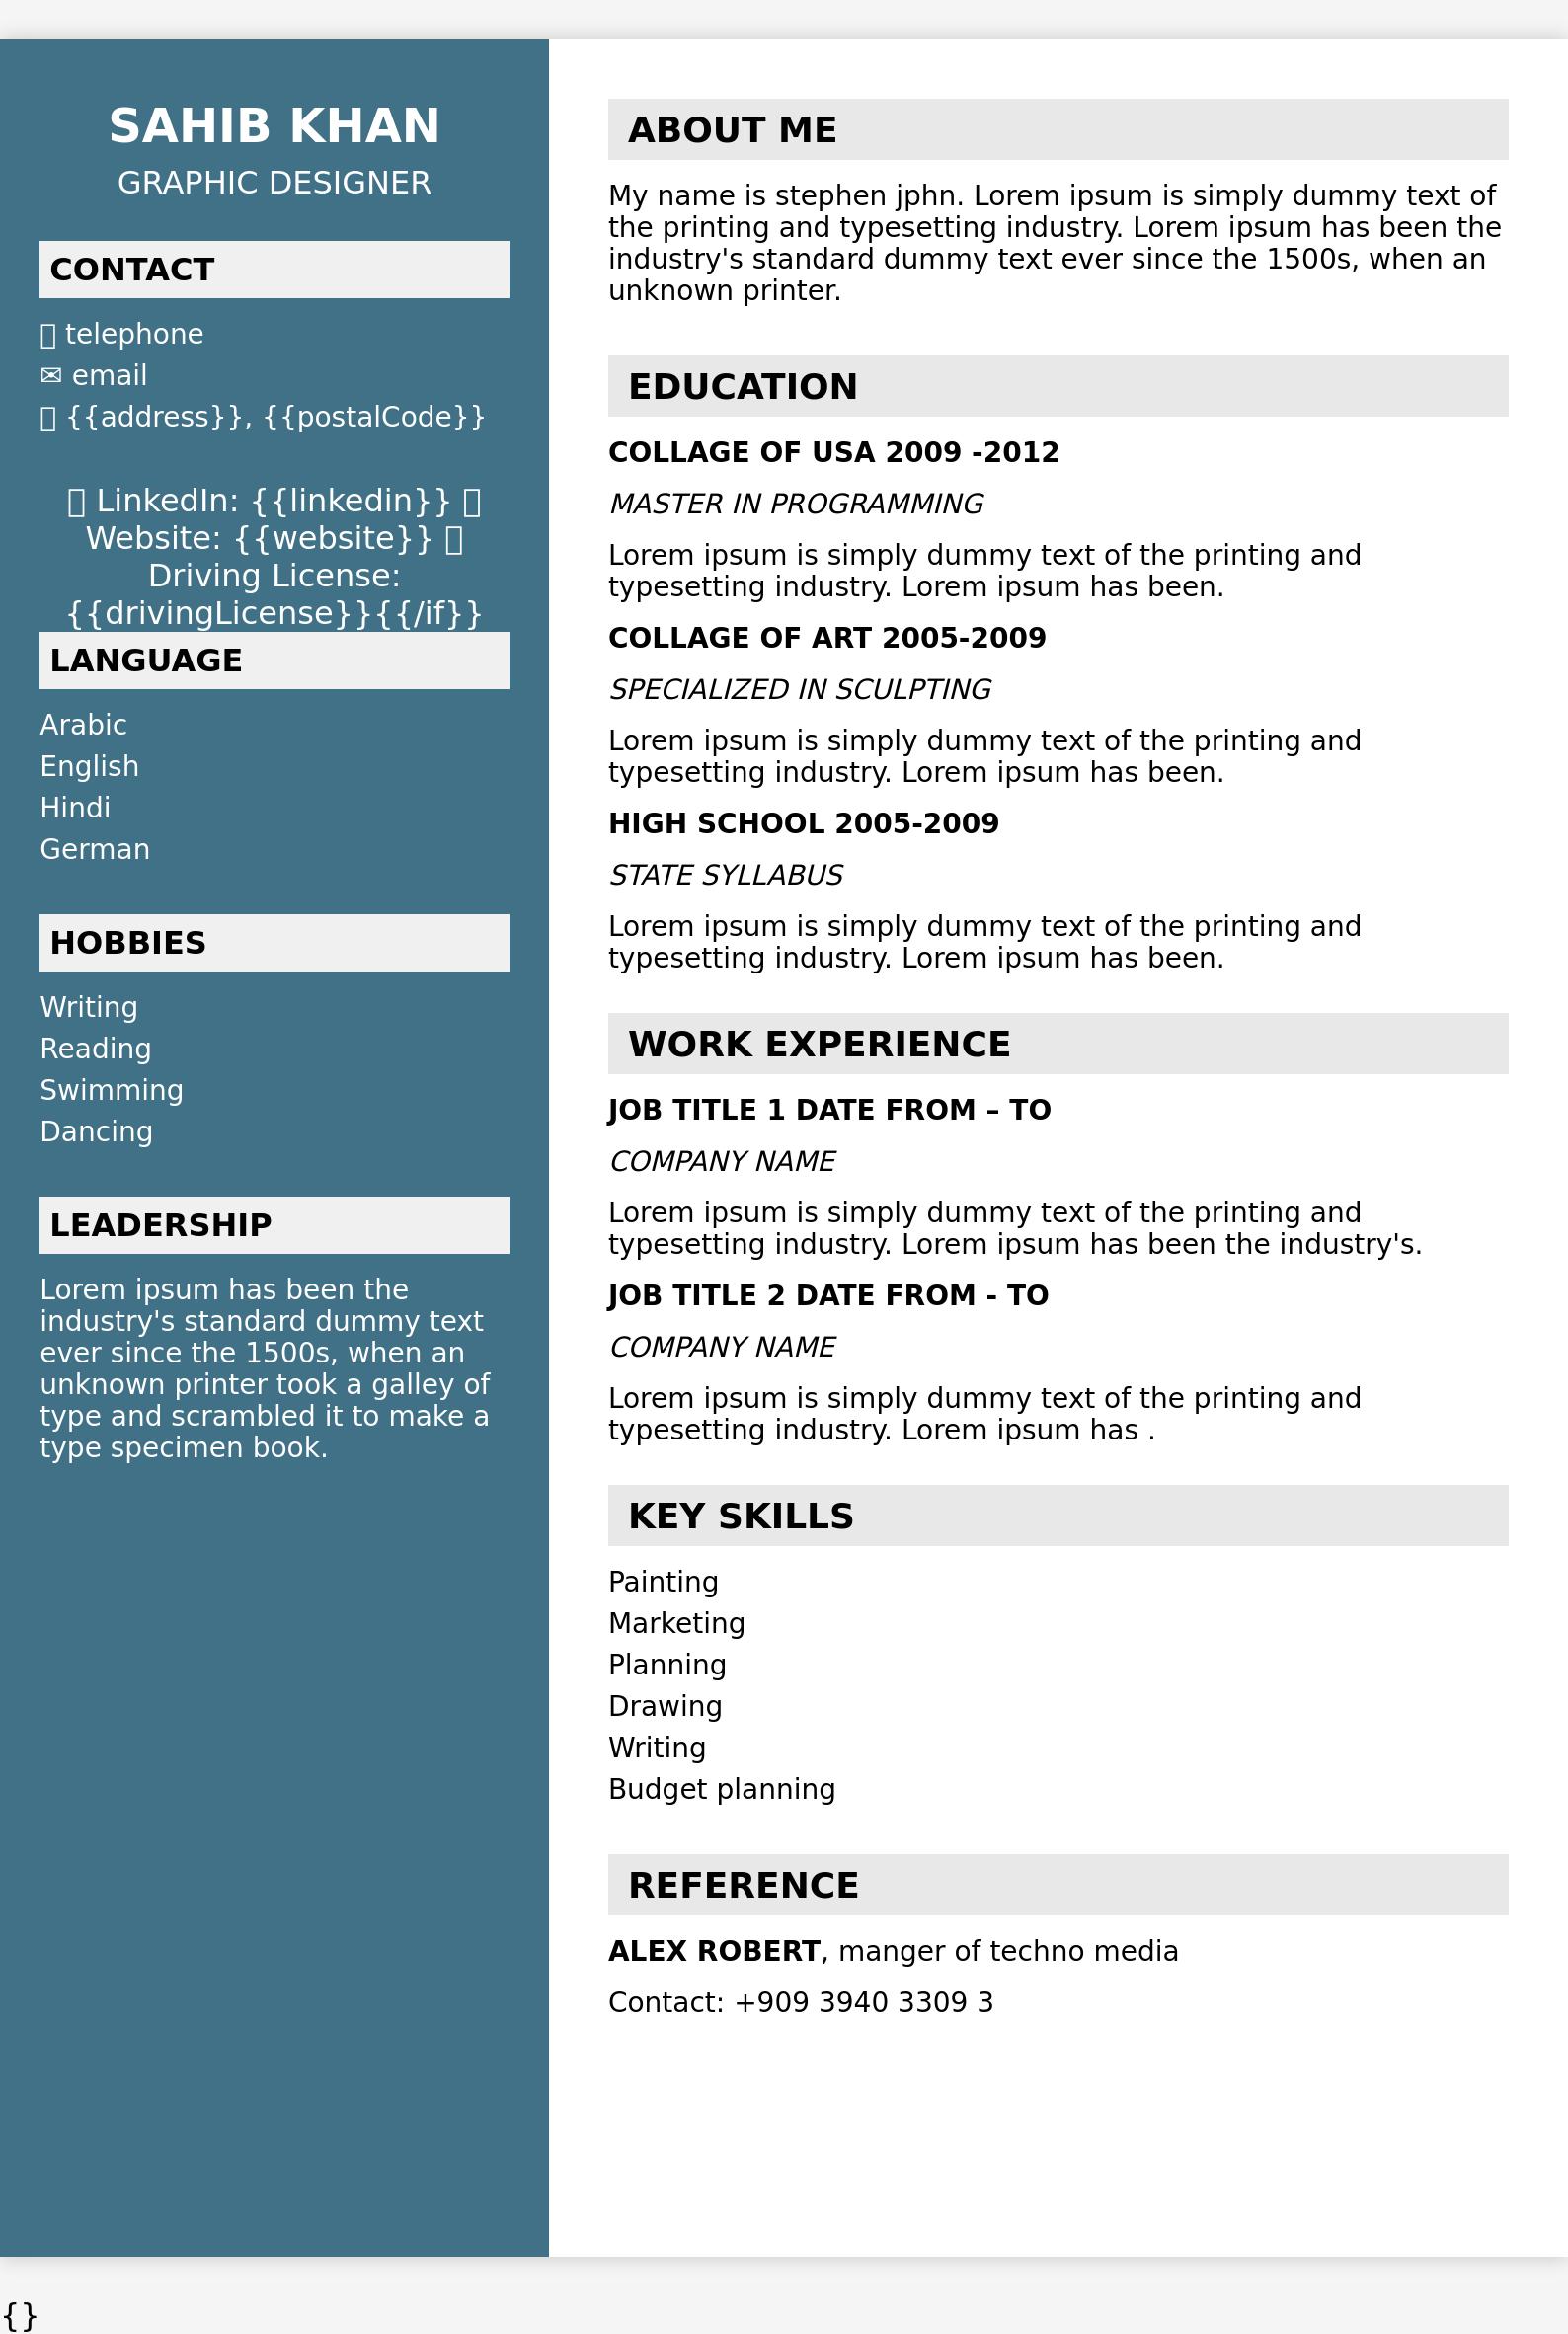 SAHIB KHAN
GRAPHIC DESIGNER
CONTACT
telephone
✉ email
{{address}}, {{postalCode}}
LinkedIn: {{linkedin}}
Website: {{website}}
Driving License:
{{drivingLicense}}{{/if}}
LANGUAGE
Arabic
English
Hindi
German
HOBBIES
Writing
Reading
Swimming
Dancing
LEADERSHIP
Lorem ipsum has been the
industry's standard dummy text
ever since the 1500s, when an
unknown printer took a galley of
type and scrambled it to make a
type specimen book.
ABOUT ME
My name is stephen jphn. Lorem ipsum is simply dummy text of
the printing and typesetting industry. Lorem ipsum has been the
industry's standard dummy text ever since the 1500s, when an
unknown printer.
EDUCATION
COLLAGE OF USA 2009 -2012
MASTER IN PROGRAMMING
Lorem ipsum is simply dummy text of the printing and
typesetting industry. Lorem ipsum has been.
COLLAGE OF ART 2005-2009
SPECIALIZED IN SCULPTING
Lorem ipsum is simply dummy text of the printing and
typesetting industry. Lorem ipsum has been.
HIGH SCHOOL 2005-2009
STATE SYLLABUS
Lorem ipsum is simply dummy text of the printing and
typesetting industry. Lorem ipsum has been.
WORK EXPERIENCE
JOB TITLE 1 DATE FROM – TO
COMPANY NAME
Lorem ipsum is simply dummy text of the printing and
typesetting industry. Lorem ipsum has been the industry's.
JOB TITLE 2 DATE FROM - TO
COMPANY NAME
Lorem ipsum is simply dummy text of the printing and
typesetting industry. Lorem ipsum has .
KEY SKILLS
Painting
Marketing
Planning
Drawing
Writing
Budget planning
REFERENCE
ALEX ROBERT, manger of techno media
Contact: +909 3940 3309 3
{}